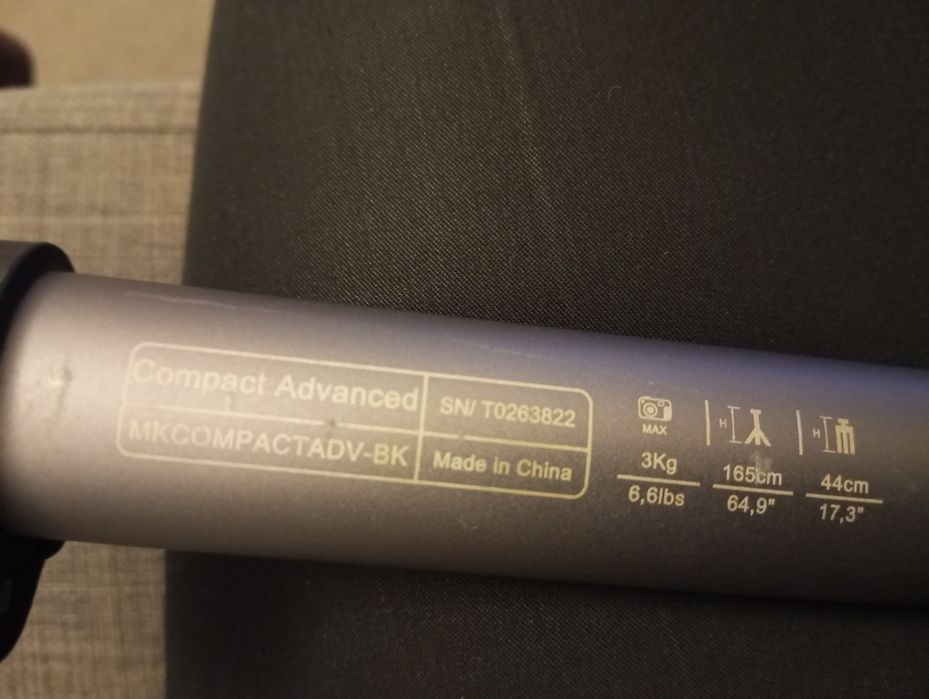 Compact Advanced
MKCOMPACTADV-BK
SN/ T0263822
Made in China
MAX
3Kg
6,6lbs
H
165cm
64,9"
H
44cm
17,3"